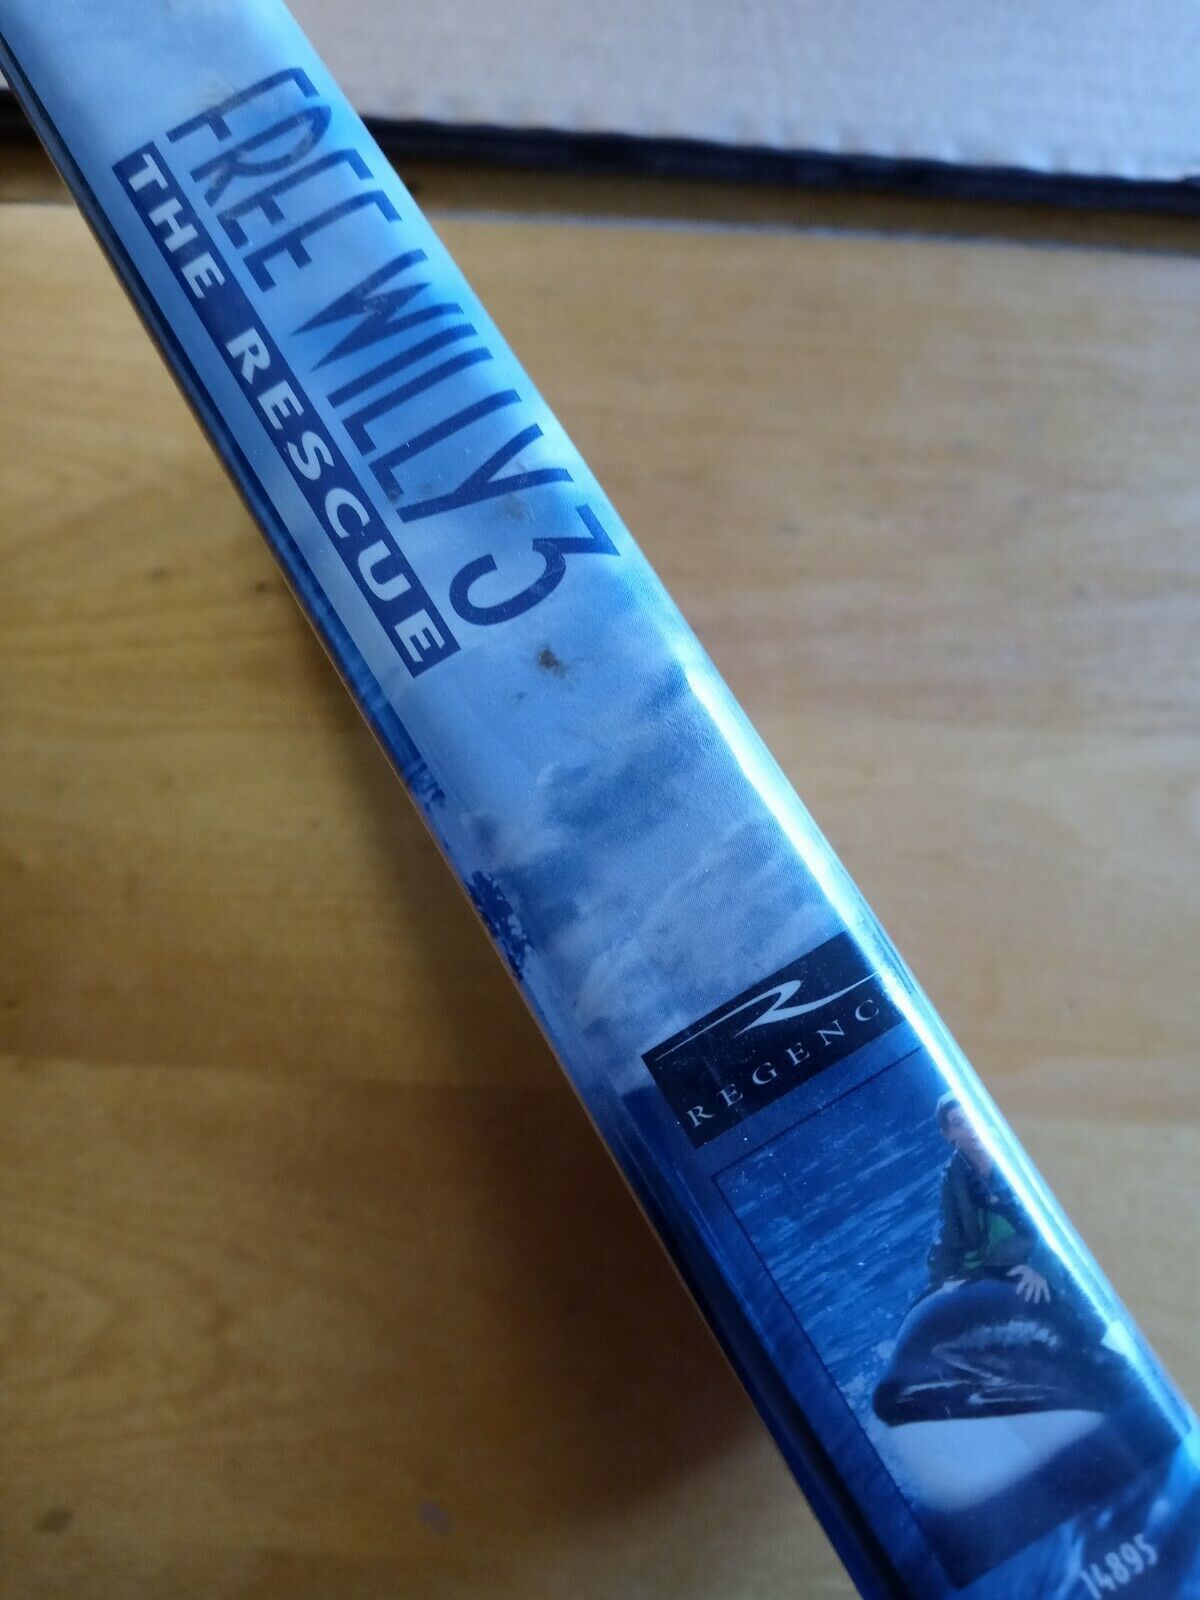 FREE WILLY 3
THE RESCUE
REGENC
14895